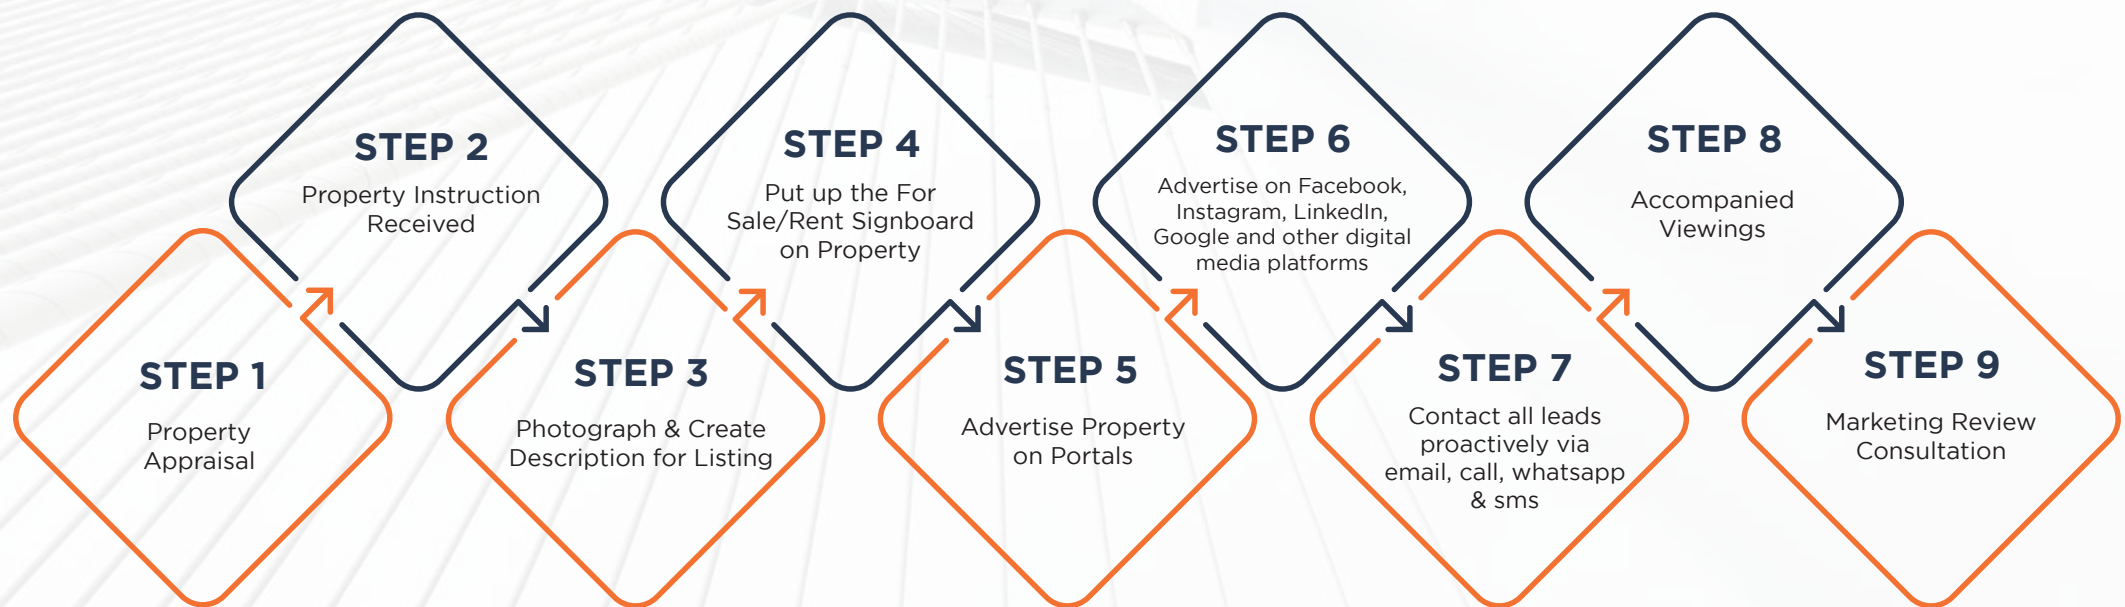 STEP 1
Property
Appraisal
STEP 2
Property Instruction
Received
STEP 3
Photograph & Create
Description for Listing
STEP 4
Put up the For
Sale/Rent Signboard
on Property
STEP 5
Advertise Property
on Portals
STEP 6
Advertise on Facebook,
Instagram, LinkedIn,
Google and other digital
media platforms
STEP 7
Contact all leads
proactively via
email, call, whatsapp
& sms
STEP 8
Accompanied
Viewings
STEP 9
Marketing Review
Consultation